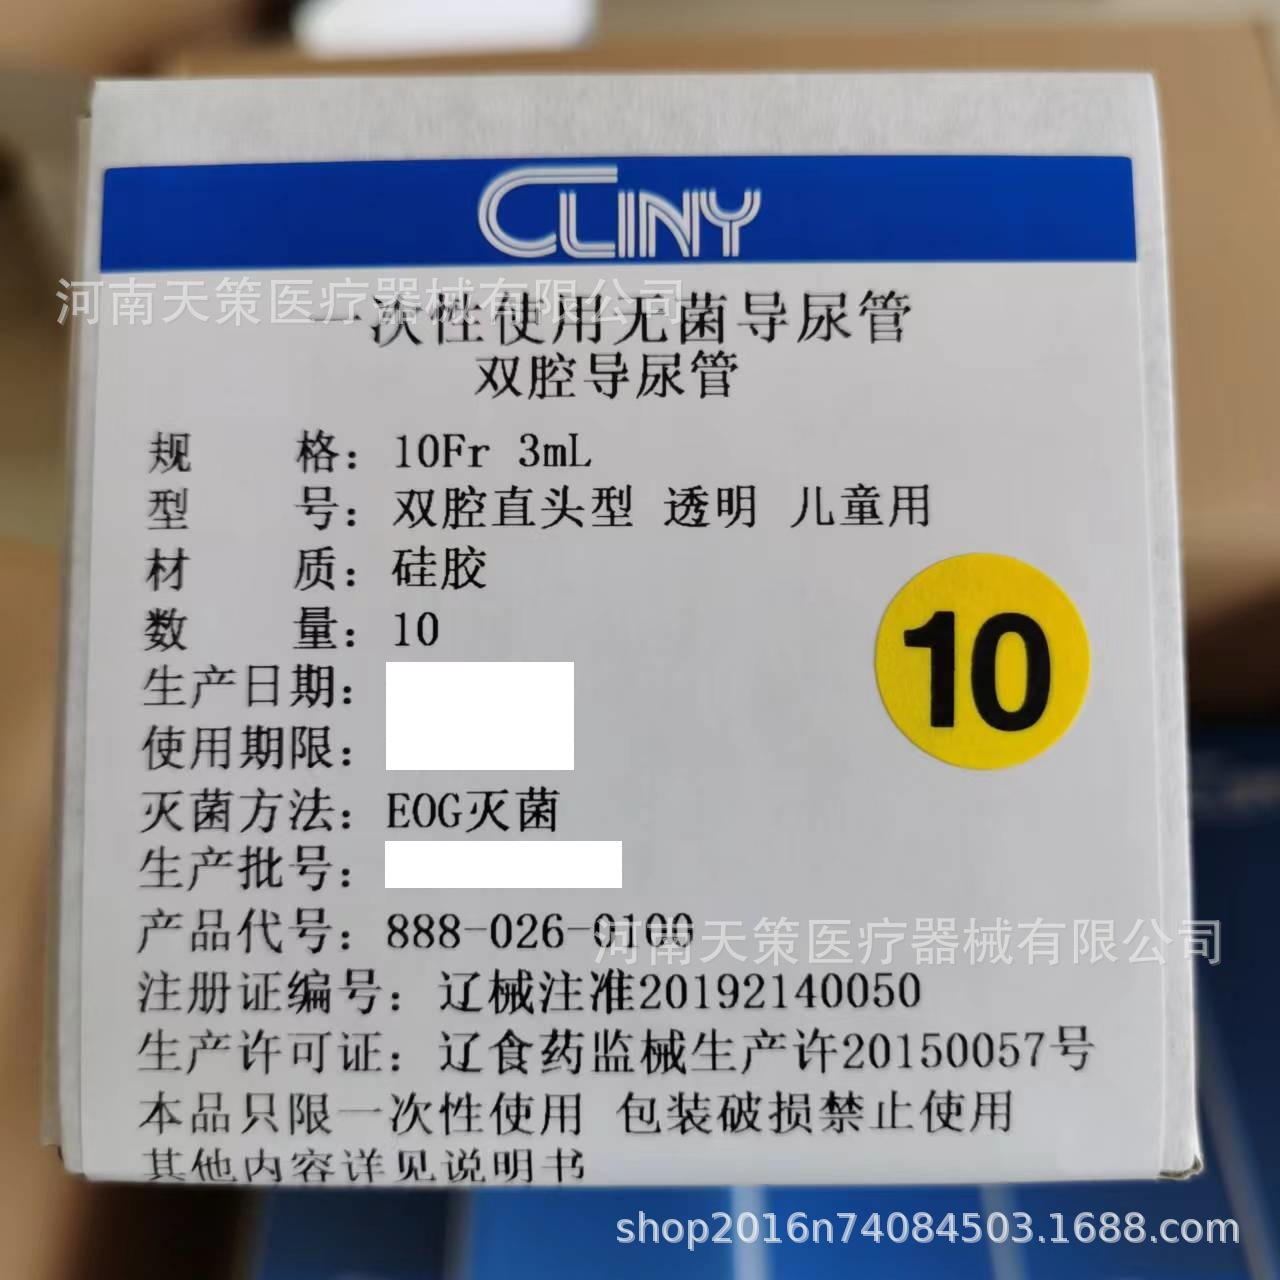 CLINY
河南天策医疗器械有限公司
一次性使用无菌导尿管
双腔导尿管
规 格：10Fr 3mL
型 号：双腔直头型 透明 儿童用
材 质：硅胶
数 量：10
10
生产日期：
使用期限：
灭菌方法：EOG灭菌
生产批号：
产品代号：888-026-0100
河南天策医疗器械有限公司
注册证编号：辽械注准20192140050
生产许可证：辽食药监械生产许20150057号
本品只限一次性使用 包装破损禁止使用
其他内容详见说明书
shop2016n74084503.1688.com